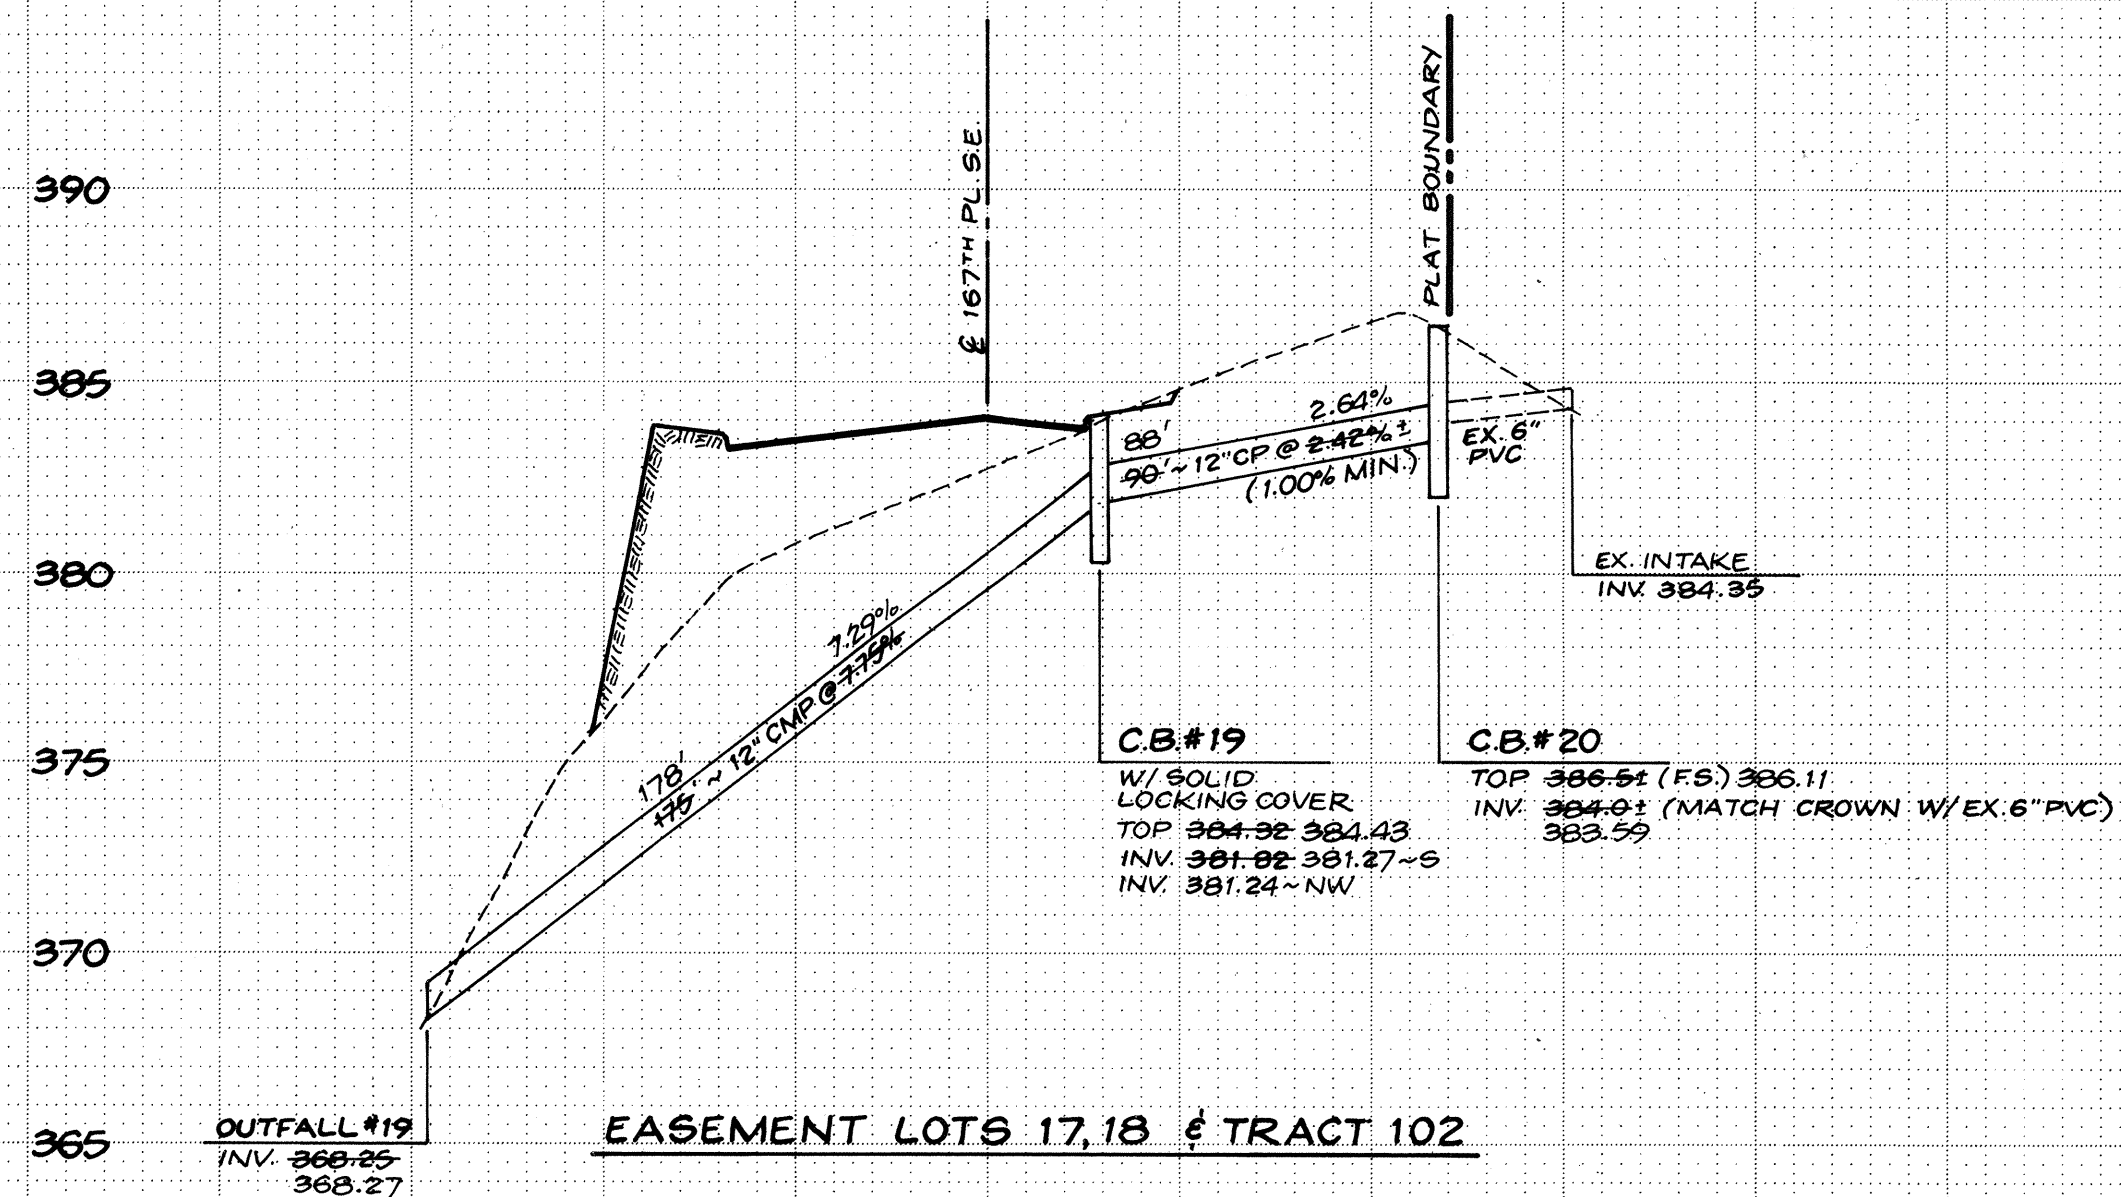 390
385
380
375
370
365
℄ 167TH PL. S.E.
PLAT BOUNDARY
2.64%
88'
90' ~ 12" CP @ 2.42% ±
(1.00% MIN.)
EX. 6"
PVC
EX. INTAKE
INV. 384.35
7.29%
178'
175' ~ 12" CMP @ 7.75%
C.B.#19
W/ SOLID
LOCKING COVER
TOP 384.32 384.43
INV. 381.82 381.27~S
INV. 381.24~NW
C.B.#20
TOP 386.5± (F.S.) 386.11
INV. 384.0± (MATCH CROWN W/EX.6"PVC)
383.59
OUTFALL #19
INV. 368.25
368.27
EASEMENT LOTS 17,18 & TRACT 102